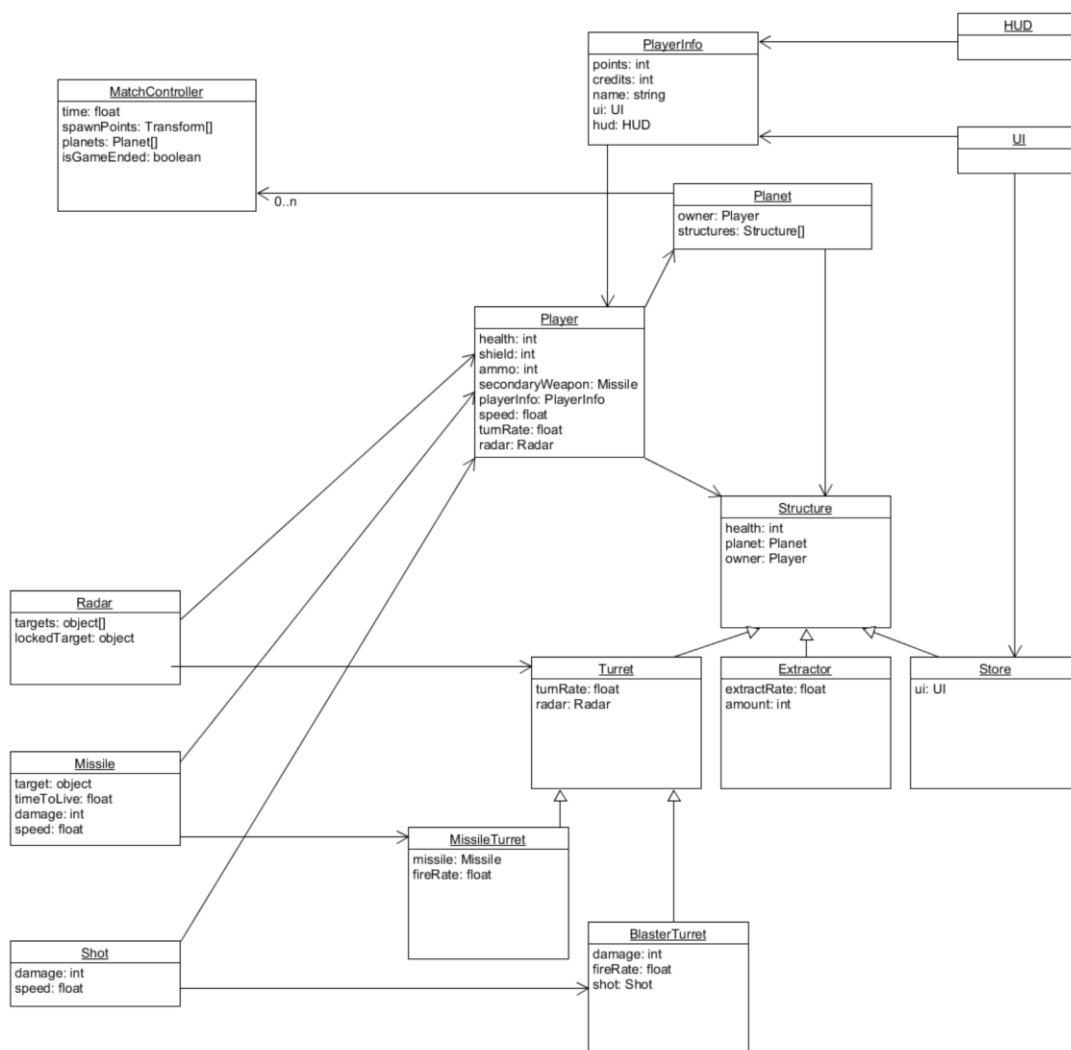 HUD
PlayerInfo
points: int
credits: int
name: string
ui: UI
hud: HUD
MatchController
time: float
spawnPoints: Transform[]
planets: Planet[]
isGameEnded: boolean
UI
0..n
Planet
owner: Player
structures: Structure[]
Player
health: int
shield: int
ammo: int
secondaryWeapon: Missile
playerInfo: PlayerInfo
speed: float
turnRate: float
radar: Radar
Structure
health: int
planet: Planet
owner: Player
Radar
targets: object[]
lockedTarget: object
Turret
turnRate: float
radar: Radar
Extractor
extractRate: float
amount: int
Store
ui: UI
Missile
target: object
timeToLive: float
damage: int
speed: float
MissileTurret
missile: Missile
fireRate: float
Shot
damage: int
speed: float
BlasterTurret
damage: int
fireRate: float
shot: Shot